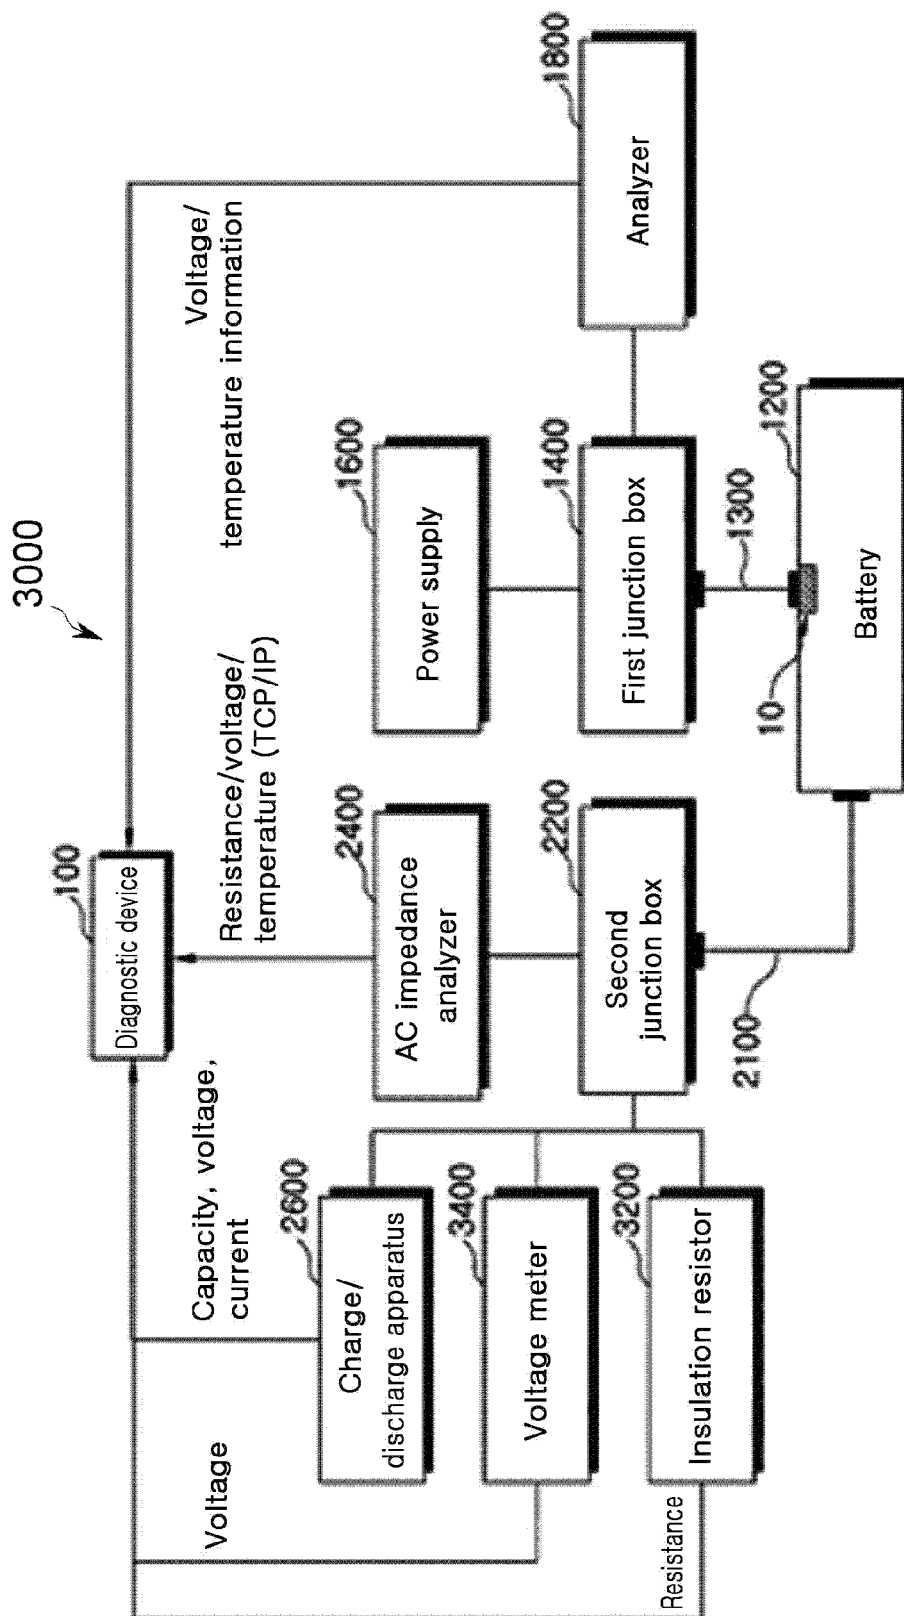 3000
100
Diagnostic device
Capacity, voltage,
current
Resistance/voltage/
temperature (TCP/IP)
Voltage/
temperature information
Voltage
2600
Charge/
discharge apparatus
2400
AC impedance
analyzer
1600
Power supply
3400
Voltage meter
3200
Insulation resistor
Resistance
2200
Second
junction box
1400
First junction box
1800
Analyzer
2100
10
1300
1200
Battery